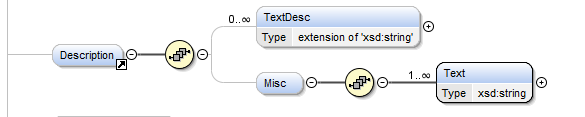 0..∞
TextDesc
Type extension of 'xsd:string'
Description
Misc
1..∞
Text
Type xsd:string